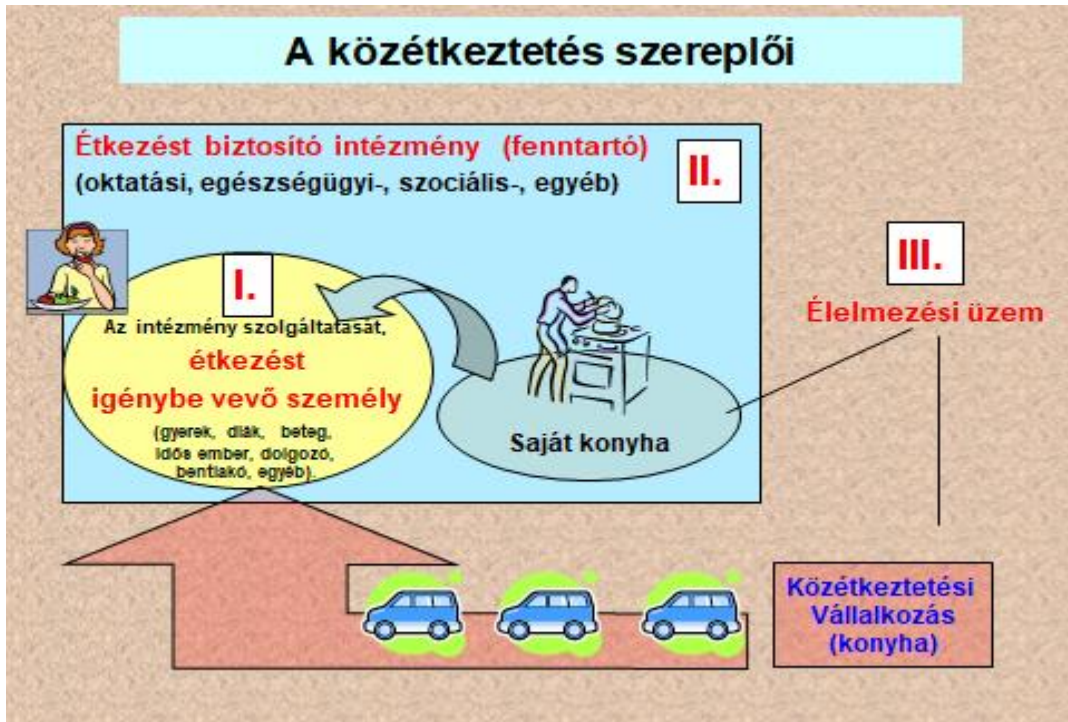 A közétkeztetés szereplői
Étkezést biztosító intézmény (fenntartó)
(oktatási, egészségügyi-, szociális-, egyéb)
II.
I.
Az intézmény szolgáltatását,
étkezést
igénybe vevő személy
(gyerek, diák, beteg,
idős ember, dolgozó,
bentlakó, egyéb).
Saját konyha
III.
Élelmezési üzem
Közétkeztetési
Vállalkozás
(konyha)